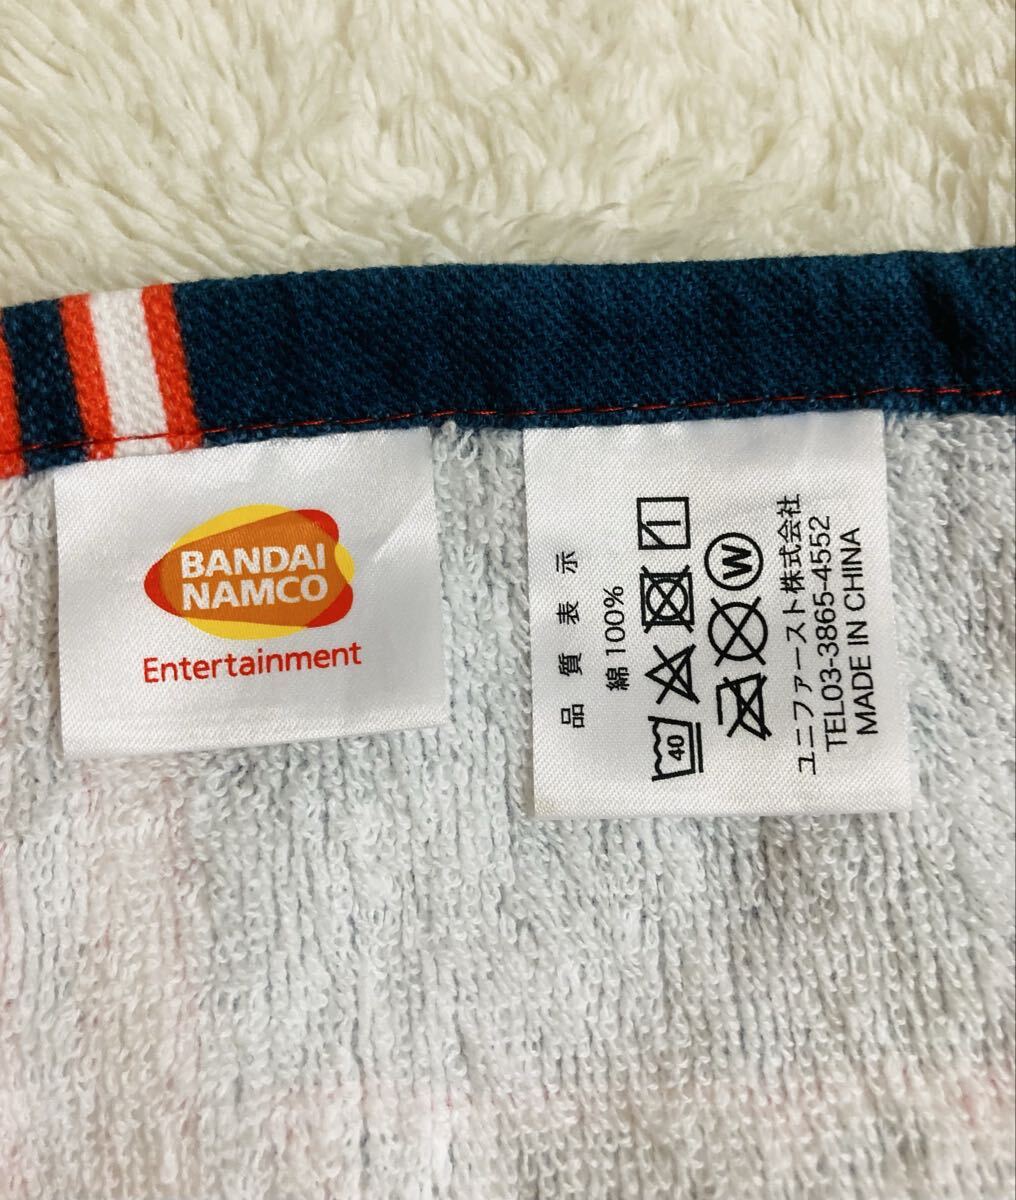 BANDAI
NAMCO
Entertainment
品質表示
綿100%
40
W
ユニファースト株式会社
TEL03-3865-4552
MADE IN CHINA